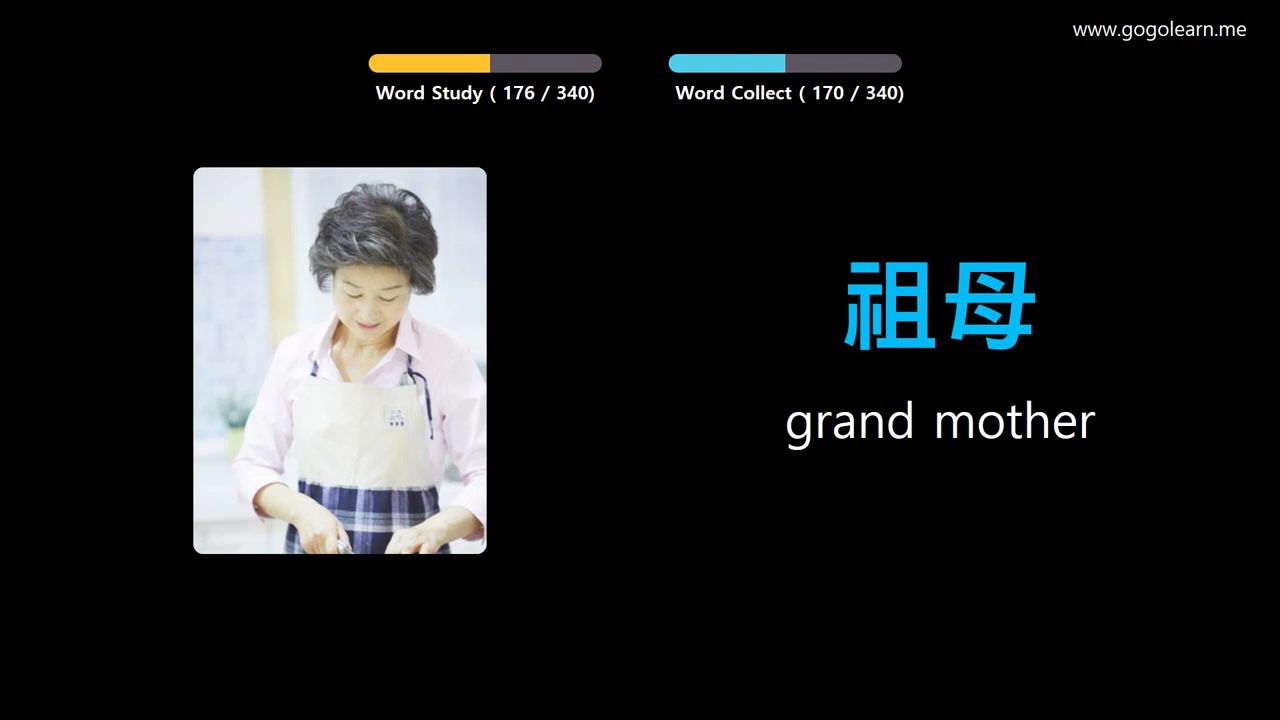 www.gogolearn.me
Word Study ( 176 / 340)
Word Collect ( 170 / 340)
祖母
grand mother